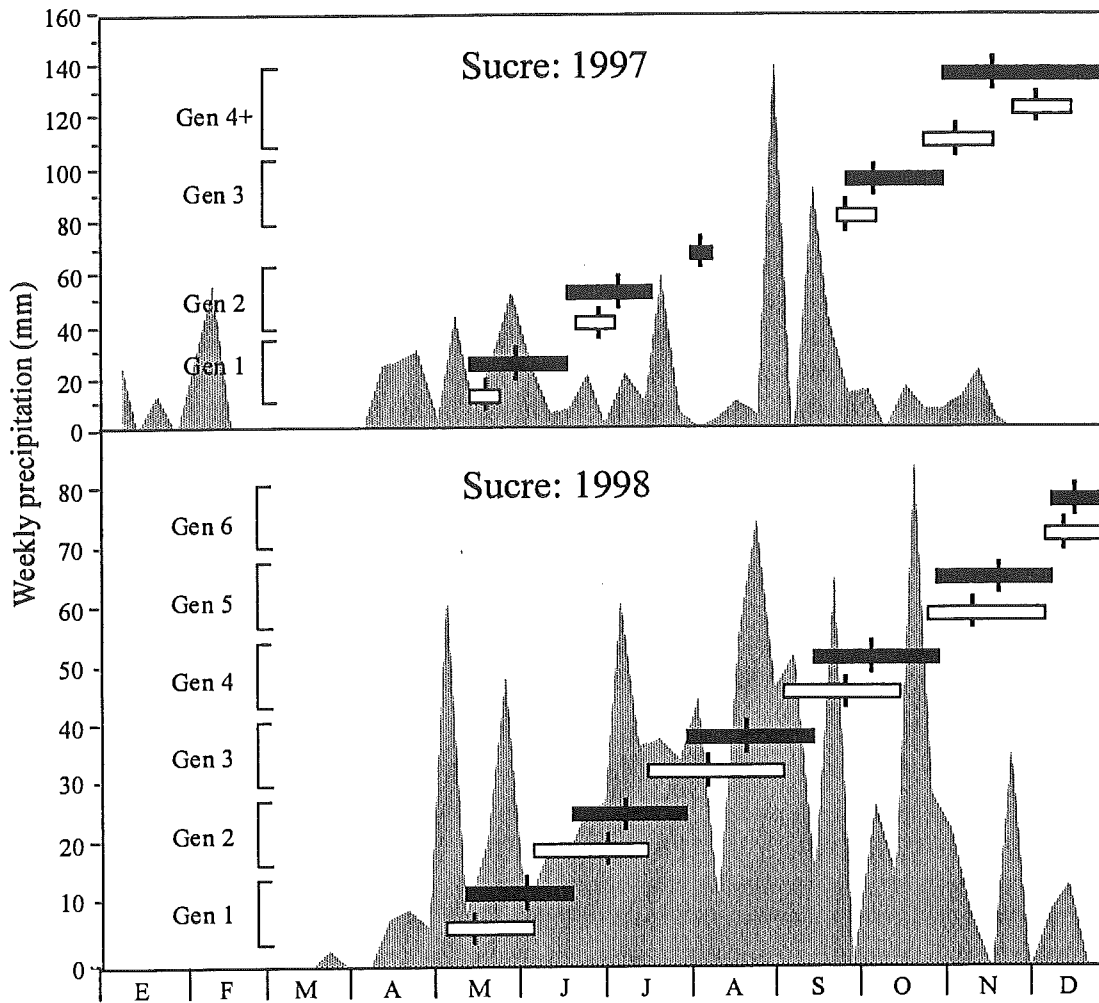 160
Sucre: 1997
140
Gen 4+
120
100
Gen 3
80
60
Gen 2
40
Gen 1
20
0
Weekly precipitation (mm)
Sucre: 1998
80
Gen 6
70
Gen 5
60
50
Gen 4
40
Gen 3
30
Gen 2
20
10
Gen 1
0
E F M A M J J A S O N D